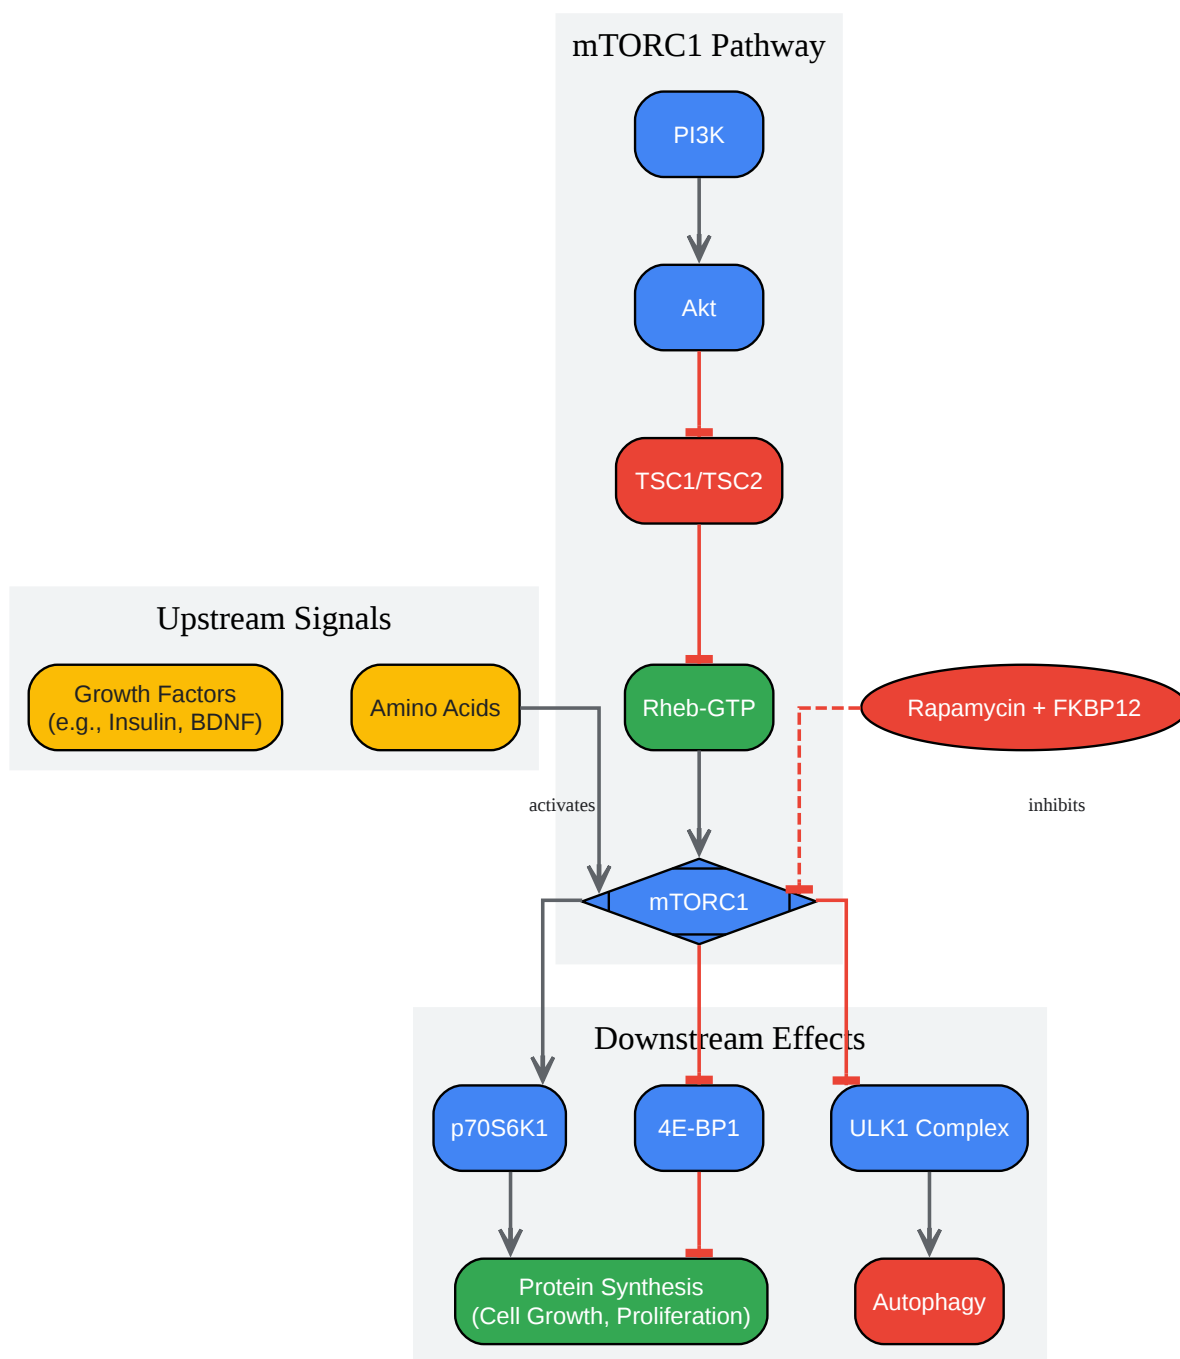 mTORC1 Pathway
PI3K
Akt
TSC1/TSC2
Upstream Signals
Growth Factors
(e.g., Insulin, BDNF)
Amino Acids
Rheb-GTP
Rapamycin + FKBP12
activates
inhibits
mTORC1
Downstream Effects
p70S6K1
4E-BP1
ULK1 Complex
Protein Synthesis
(Cell Growth, Proliferation)
Autophagy